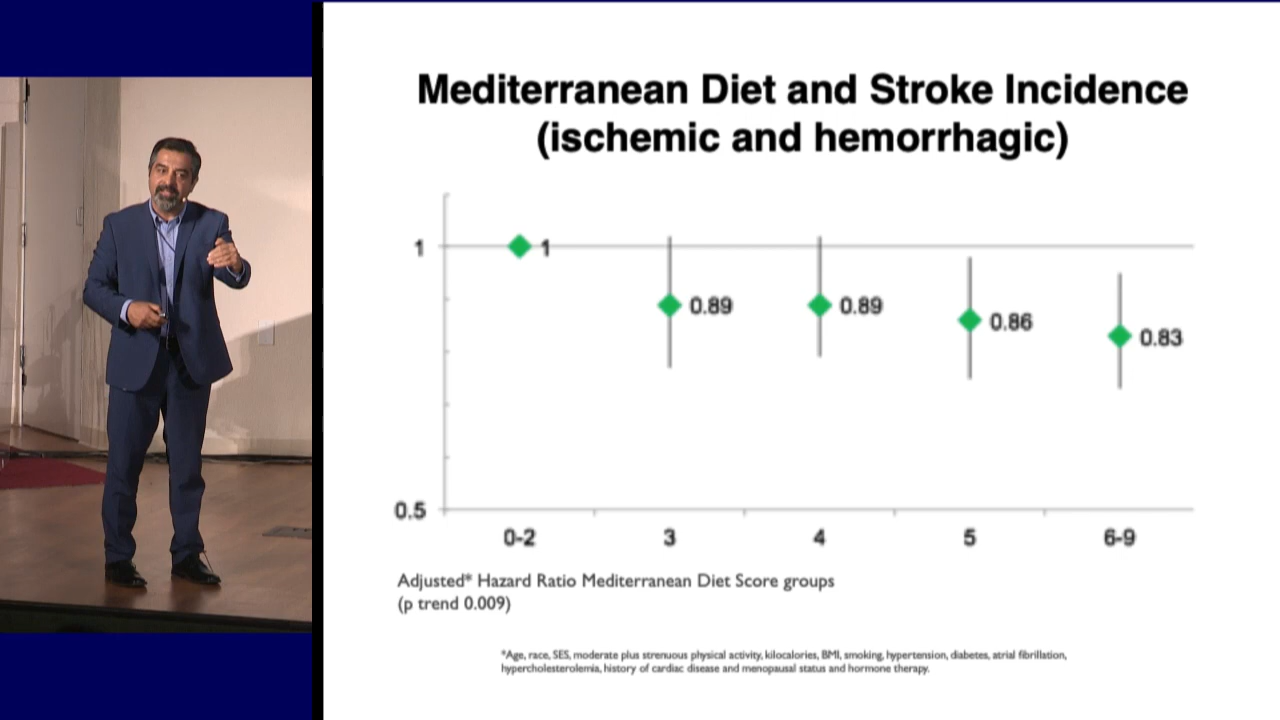 Mediterranean Diet and Stroke Incidence
(ischemic and hemorrhagic)
1
1
0.89
0.89
0.86
0.83
0.5
0-2
3
4
5
6-9
Adjusted* Hazard Ratio Mediterranean Diet Score groups
(p trend 0.009)
*Age, race, SES, moderate plus strenuous physical activity, kilocalories, BMI, smoking, hypertension, diabetes, atrial fibrillation,
hypercholesterolemia, history of cardiac disease and menopausal status and hormone therapy.